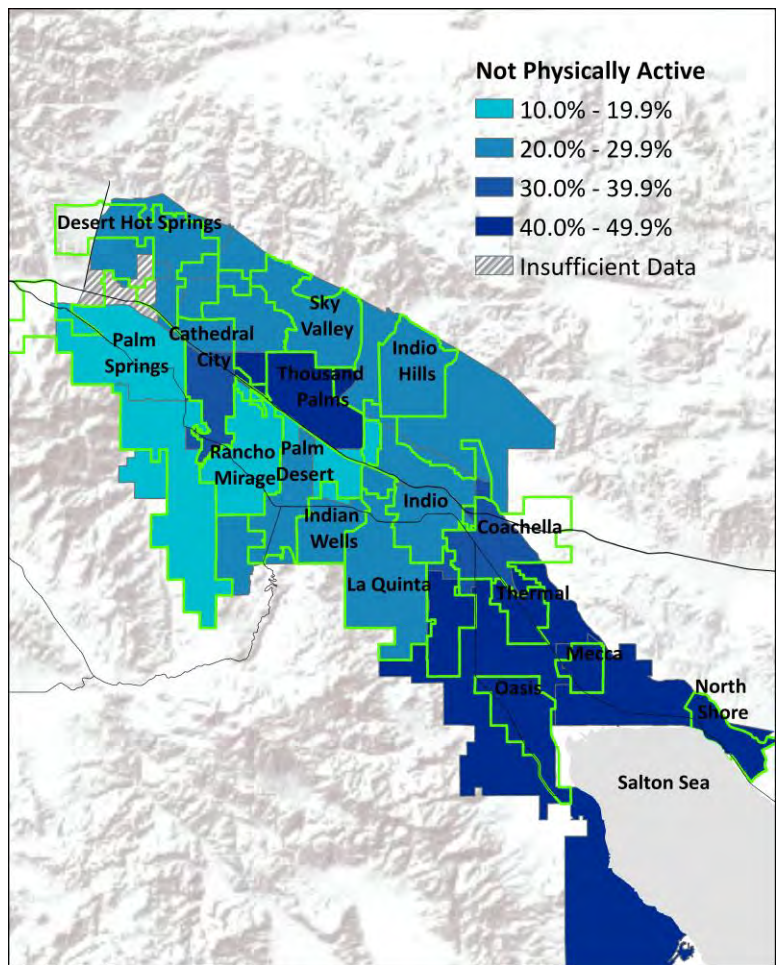 Not Physically Active
10.0% - 19.9%
20.0% - 29.9%
30.0% - 39.9%
40.0% - 49.9%
Insufficient Data
Desert Hot Springs
Sky
Valley
Palm
Springs
Cathedral
City
Indio
Hills
Thousand
Palms
Rancho
Mirage
Palm
Desert
Indio
Indian
Wells
Coachella
La Quinta
Thermal
Mecca
Oasis
North
Shore
Salton Sea